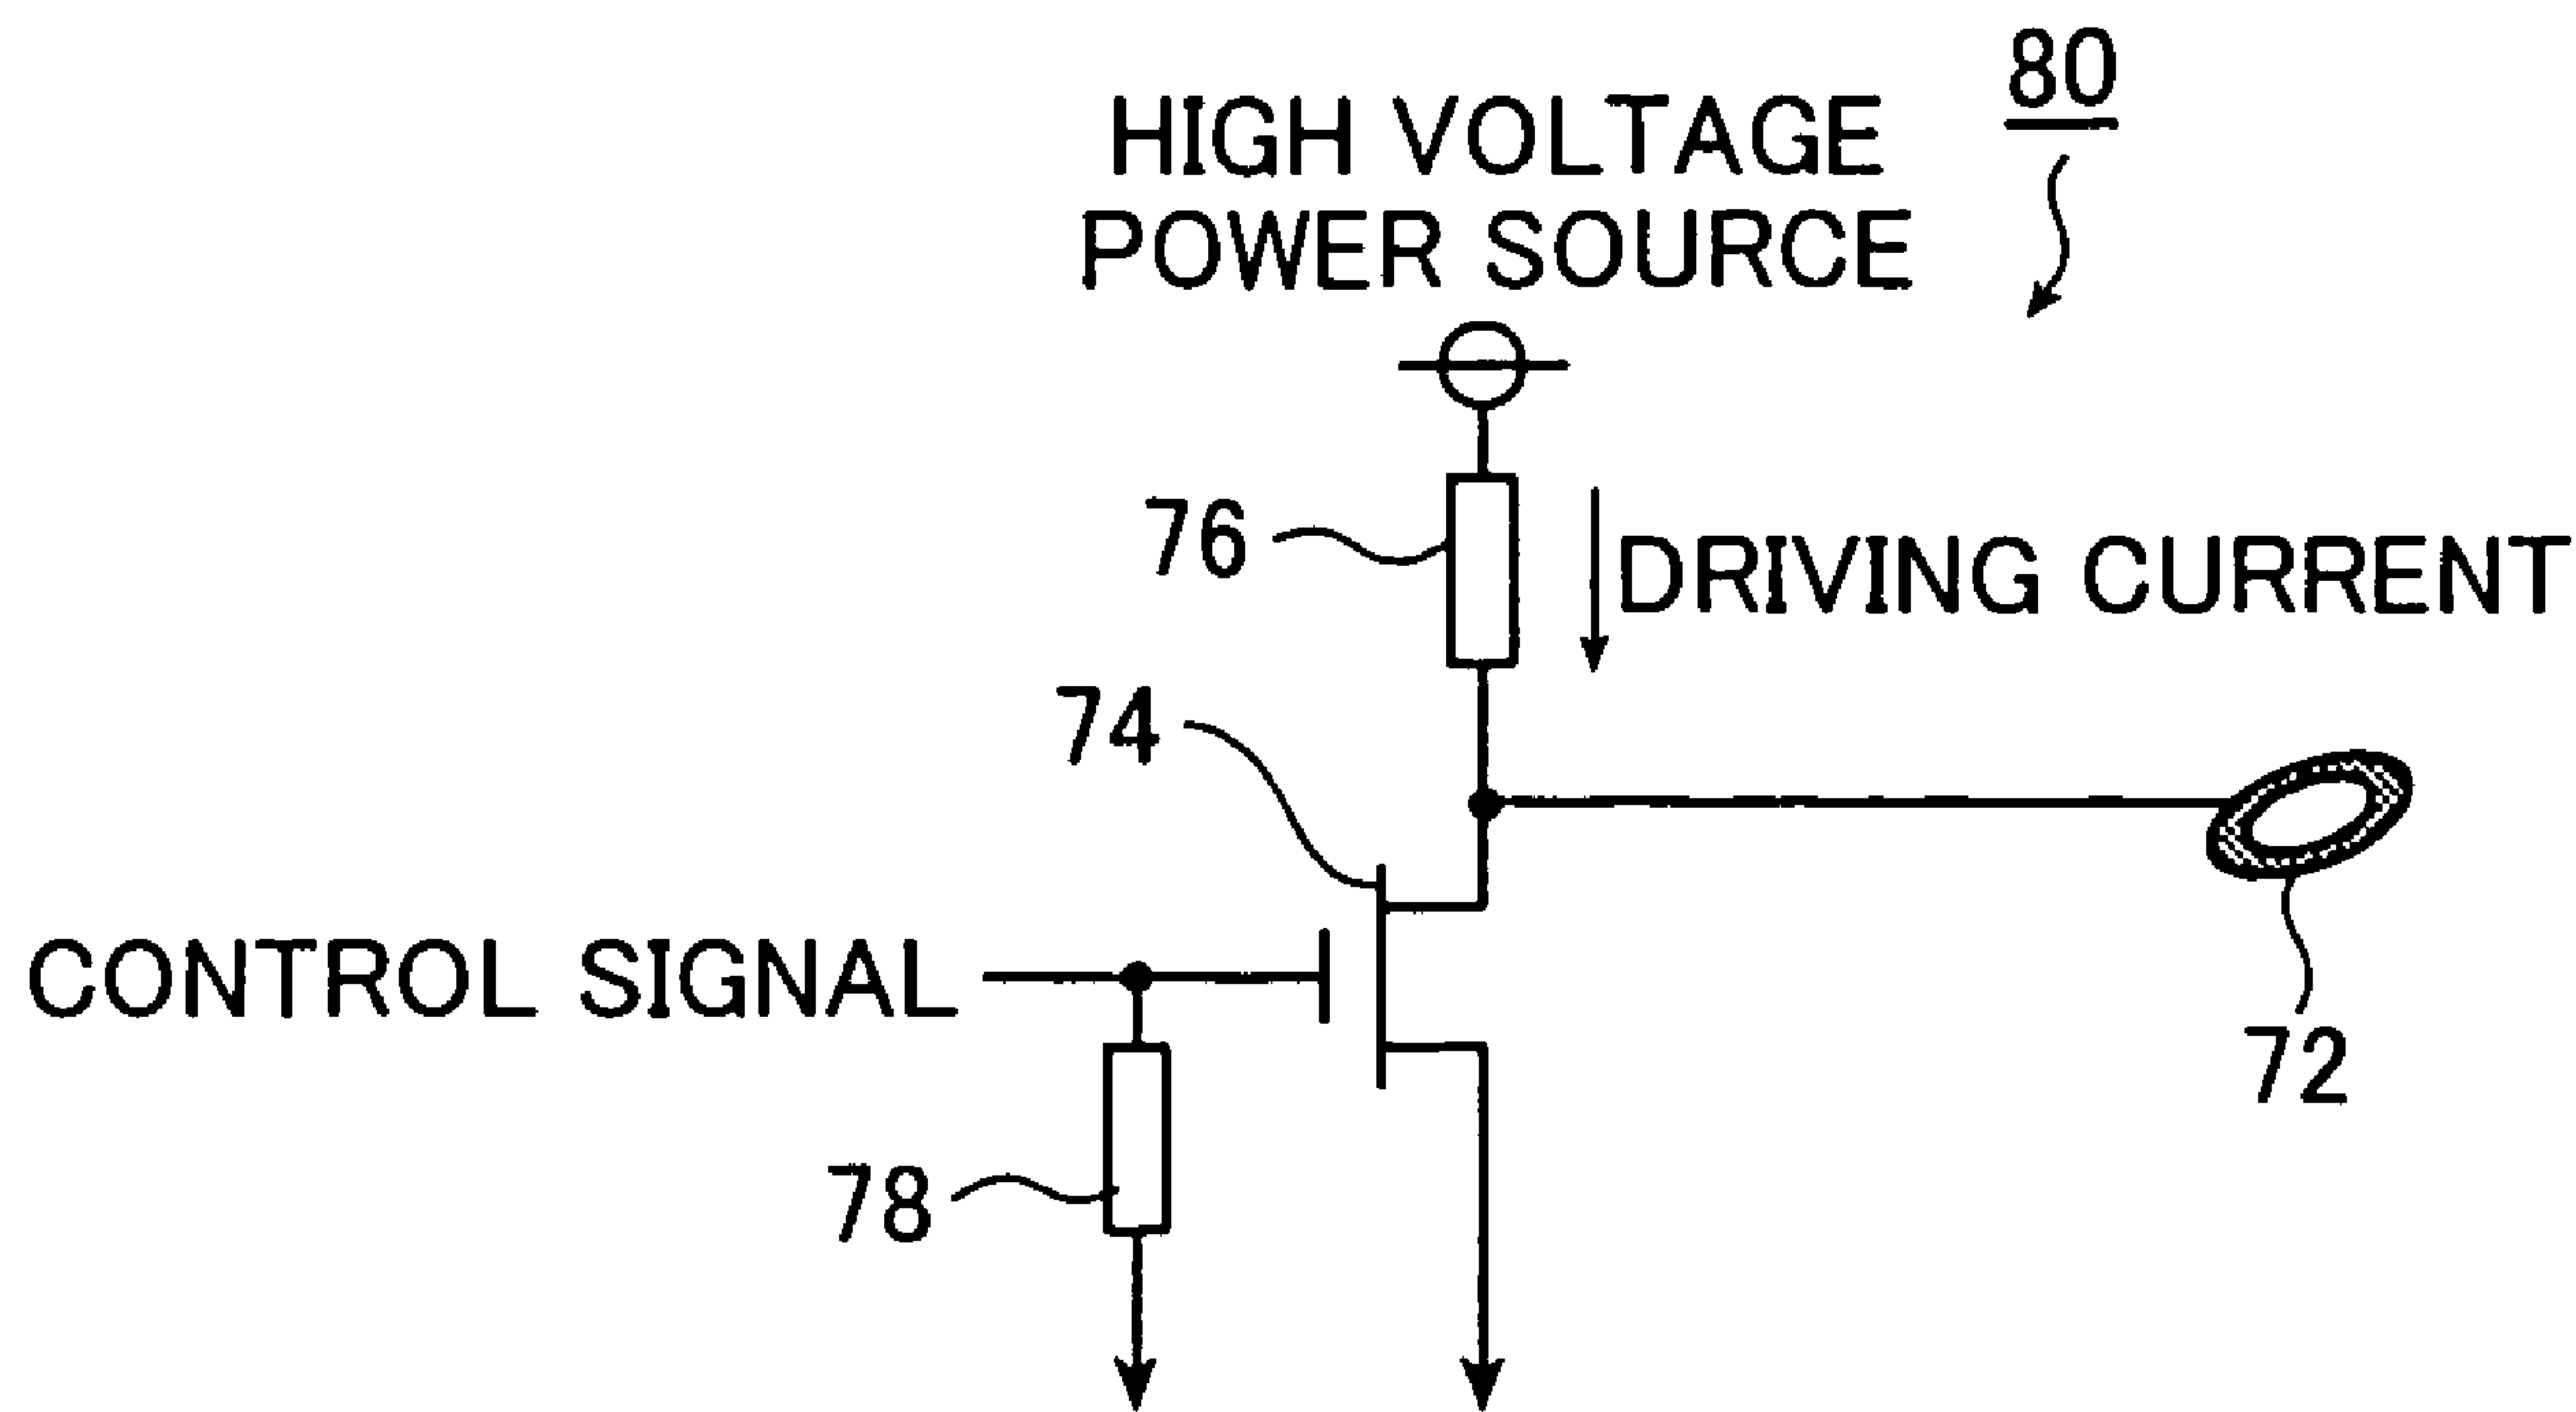 80
HIGH VOLTAGE
POWER SOURCE
76
DRIVING CURRENT
74
CONTROL SIGNAL
72
78